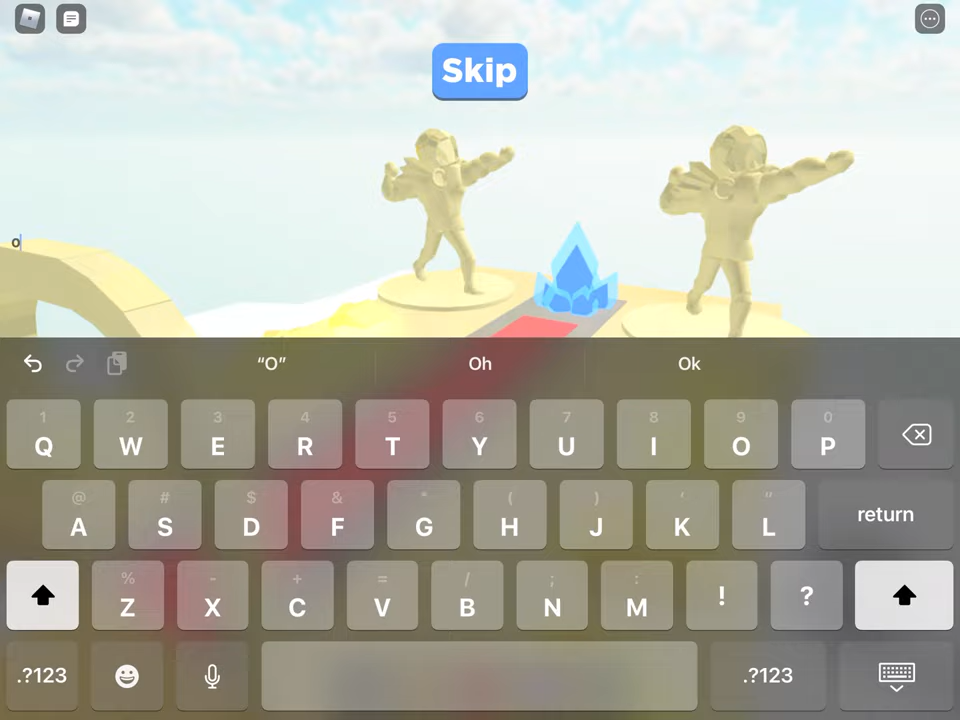 Skip
o
“O” Oh Ok
1 2 3 4 5 6 7 8 9 0
Q W E R T Y U I O P
@ # $ & * ( ) ‘ "
A S D F G H J K L return
% - + = / ; :
Z X C V B N M ! ?
.?123 .?123